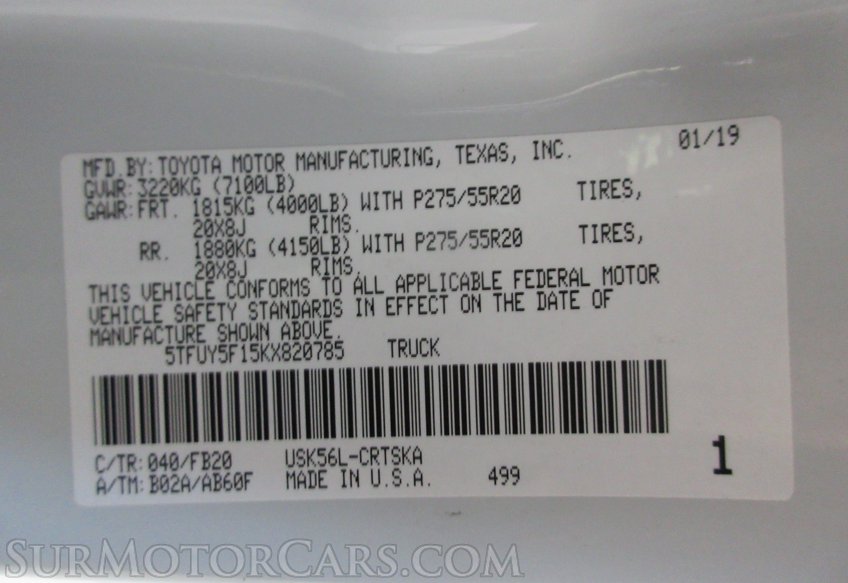 MFD.BY:TOYOTA MOTOR MANUFACTURING, TEXAS, INC. 01/19
GVWR:3220KG (7100LB)
GAWR:FRT. 1815KG (4000LB) WITH P275/55R20 TIRES,
20X8J RIMS.
RR. 1880KG (4150LB) WITH P275/55R20 TIRES,
20X8J RIMS.
THIS VEHICLE CONFORMS TO ALL APPLICABLE FEDERAL MOTOR
VEHICLE SAFETY STANDARDS IN EFFECT ON THE DATE OF
MANUFACTURE SHOWN ABOVE.
5TFUY5F15KX820785 TRUCK
C/TR:040/FB20 USK56L-CRTSKA
A/TM:B02A/AB60F MADE IN U.S.A. 499 1
SURMOTORCARS.COM